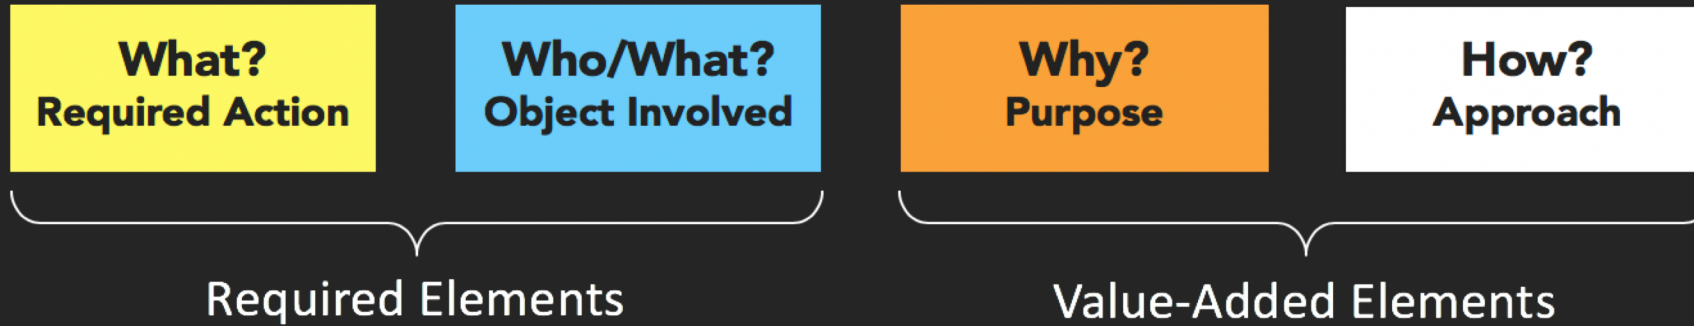 What?
Required Action
Who/What?
Object Involved
Why?
Purpose
How?
Approach
Required Elements
Value-Added Elements